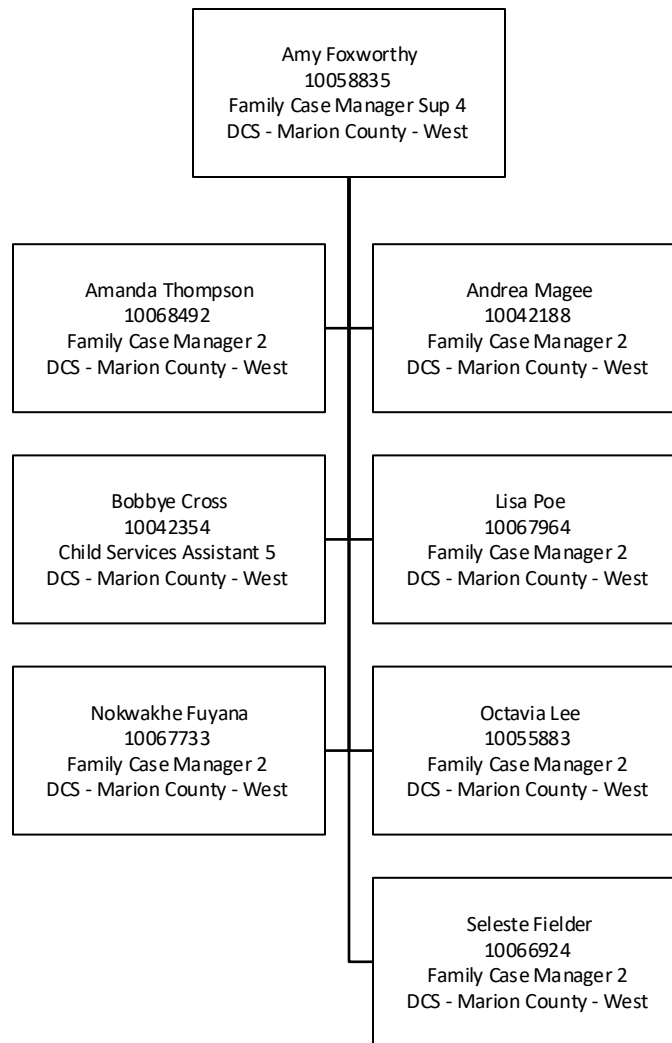 Amy Foxworthy
10058835
Family Case Manager Sup 4
DCS - Marion County - West
Amanda Thompson
10068492
Family Case Manager 2
DCS - Marion County - West
Andrea Magee
10042188
Family Case Manager 2
DCS - Marion County - West
Bobbye Cross
10042354
Child Services Assistant 5
DCS - Marion County - West
Lisa Poe
10067964
Family Case Manager 2
DCS - Marion County - West
Nokwakhe Fuyana
10067733
Family Case Manager 2
DCS - Marion County - West
Octavia Lee
10055883
Family Case Manager 2
DCS - Marion County - West
Seleste Fielder
10066924
Family Case Manager 2
DCS - Marion County - West